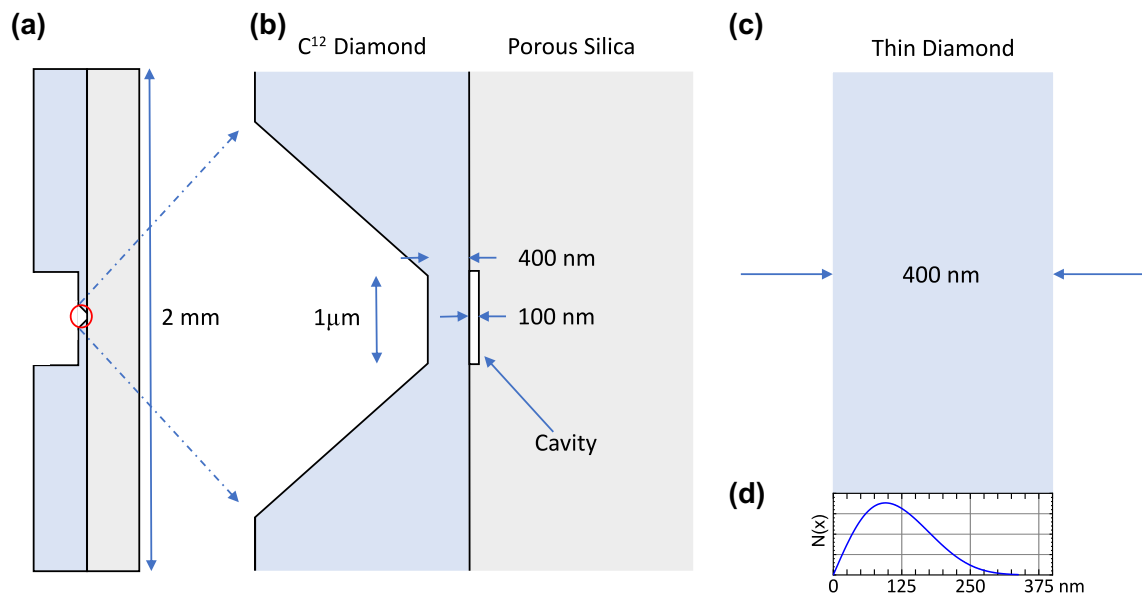 (a)
(b)
(c)
C¹² Diamond
Porous Silica
Thin Diamond
400 nm
400 nm
2 mm
1μm
100 nm
Cavity
(d)
N(x)
0
125
250
375 nm